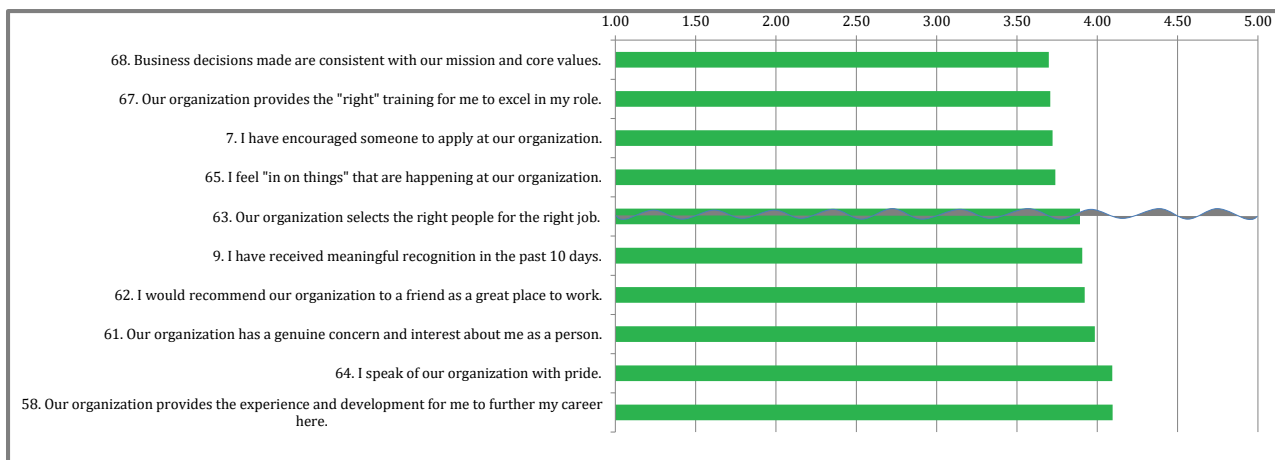 1.00 1.50 2.00 2.50 3.00 3.50 4.00 4.50 5.00
68. Business decisions made are consistent with our mission and core values.
67. Our organization provides the "right" training for me to excel in my role.
7. I have encouraged someone to apply at our organization.
65. I feel "in on things" that are happening at our organization.
63. Our organization selects the right people for the right job.
9. I have received meaningful recognition in the past 10 days.
62. I would recommend our organization to a friend as a great place to work.
61. Our organization has a genuine concern and interest about me as a person.
64. I speak of our organization with pride.
58. Our organization provides the experience and development for me to further my career
here.